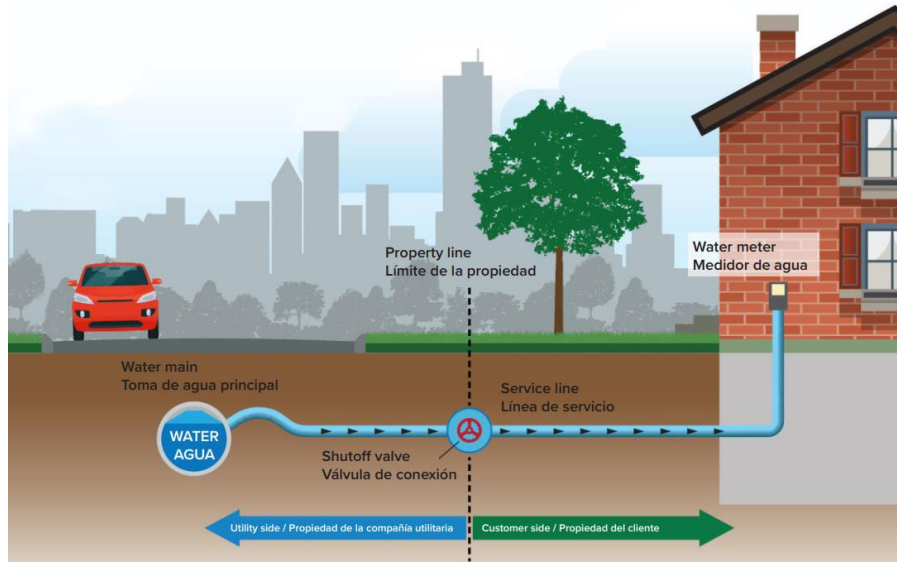 Property line
Límite de la propiedad
Water meter
Medidor de agua
Water main
Toma de agua principal
Service line
Línea de servicio
WATER
AGUA
Shutoff valve
Válvula de conexión
Utility side / Propiedad de la compañía utilitaria
Customer side / Propiedad del cliente